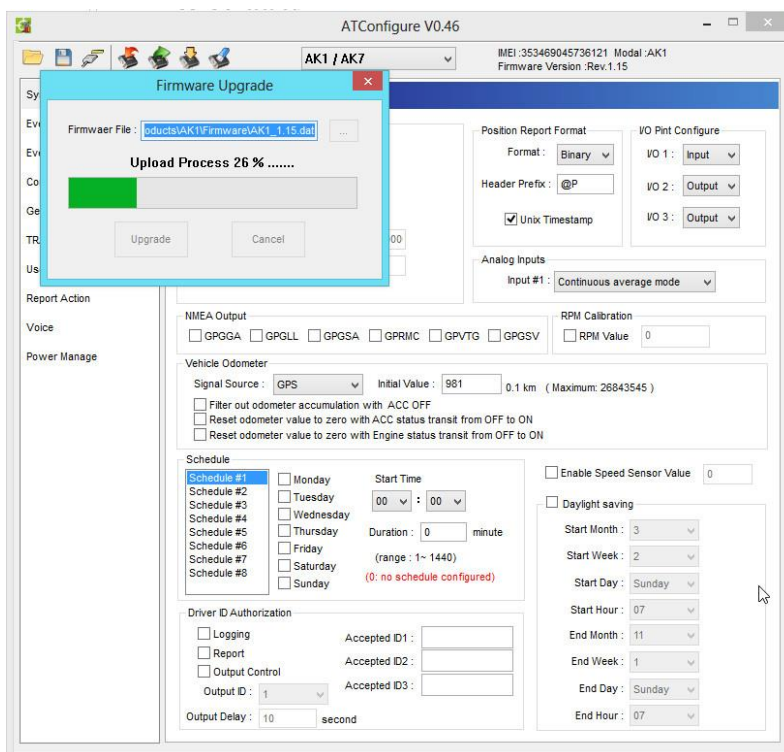 ATConfigure V0.46
AK1 / AK7
IMEI :353469045736121 Modal :AK1
Firmware Version :Rev.1.15
Firmware Upgrade
Firmwaer File : oducts\AK1\Firmware\AK1_1.15.dat ...
Upload Process 26 % .......
Upgrade Cancel
Sy
Ev
Ev
Co
Ge
TR
Us
Report Action
Voice
Power Manage
00
Position Report Format
Format : Binary
Header Prefix : @P
Unix Timestamp
I/O Pint Configure
I/O 1 : Input
I/O 2 : Output
I/O 3 : Output
Analog Inputs
Input #1 : Continuous average mode
NMEA Output
GPGGA GPGLL GPGSA GPRMC GPVTG GPGSV
RPM Calibration
RPM Value 0
Vehicle Odometer
Signal Source : GPS Initial Value : 981 0.1 km ( Maximum: 26843545 )
Filter out odometer accumulation with ACC OFF
Reset odometer value to zero with ACC status transit from OFF to ON
Reset odometer value to zero with Engine status transit from OFF to ON
Schedule
Schedule #1
Schedule #2
Schedule #3
Schedule #4
Schedule #5
Schedule #6
Schedule #7
Schedule #8
Monday
Tuesday
Wednesday
Thursday
Friday
Saturday
Sunday
Start Time
00 : 00
Duration : 0 minute
(range : 1~ 1440)
(0: no schedule configured)
Enable Speed Sensor Value 0
Daylight saving
Start Month : 3
Start Week : 2
Start Day : Sunday
Start Hour : 07
End Month : 11
End Week : 1
End Day : Sunday
End Hour : 07
Driver ID Authorization
Logging
Report
Output Control
Output ID : 1
Output Delay : 10 second
Accepted ID1 :
Accepted ID2 :
Accepted ID3 :